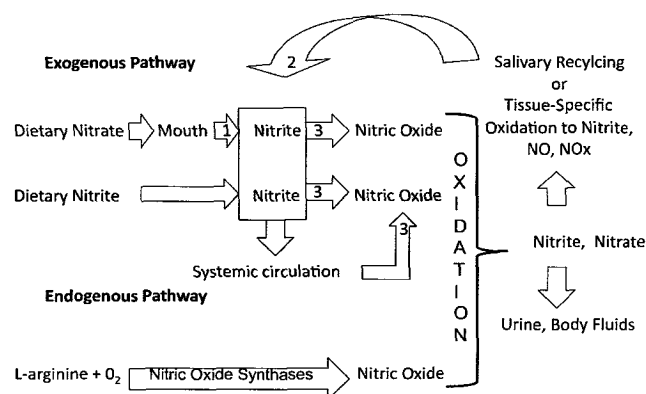 Exogenous Pathway
2
Salivary Recylcing
or
Tissue-Specific
Oxidation to Nitrite,
NO, NOx
Dietary Nitrate Mouth 1 Nitrite 3 Nitric Oxide
Dietary Nitrite Nitrite 3 Nitric Oxide
3
Systemic circulation
OXIDATION
Nitrite, Nitrate
Urine, Body Fluids
Endogenous Pathway
L-arginine + 0₂ Nitric Oxide Synthases Nitric Oxide